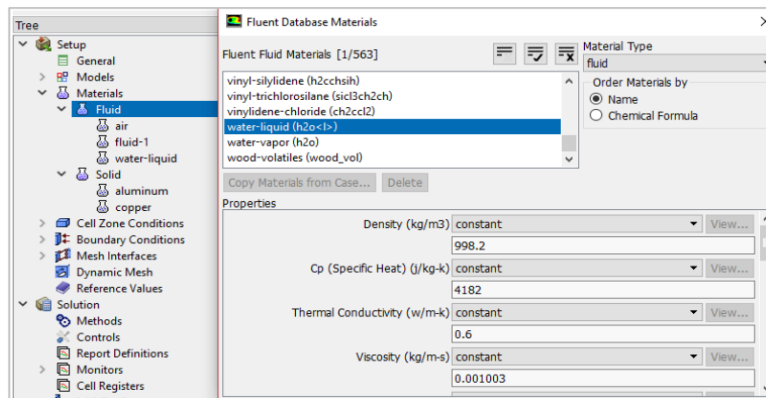 Tree
Setup
General
Models
Materials
Fluid
air
fluid-1
water-liquid
Solid
aluminum
copper
Cell Zone Conditions
Boundary Conditions
Mesh Interfaces
Dynamic Mesh
Reference Values
Solution
Methods
Controls
Report Definitions
Monitors
Cell Registers
Fluent Database Materials
Fluent Fluid Materials [1/563]
vinyl-silylidene (h2cchsih)
vinyl-trichlorosilane (sicl3ch2ch)
vinylidene-chloride (ch2ccl2)
water-liquid (h2o<l>)
water-vapor (h2o)
wood-volatiles (wood_vol)
Copy Materials from Case... Delete
Material Type
fluid
Order Materials by
Name
Chemical Formula
Properties
Density (kg/m3) constant View...
998.2
Cp (Specific Heat) (j/kg-k) constant View...
4182
Thermal Conductivity (w/m-k) constant View...
0.6
Viscosity (kg/m-s) constant View...
0.001003